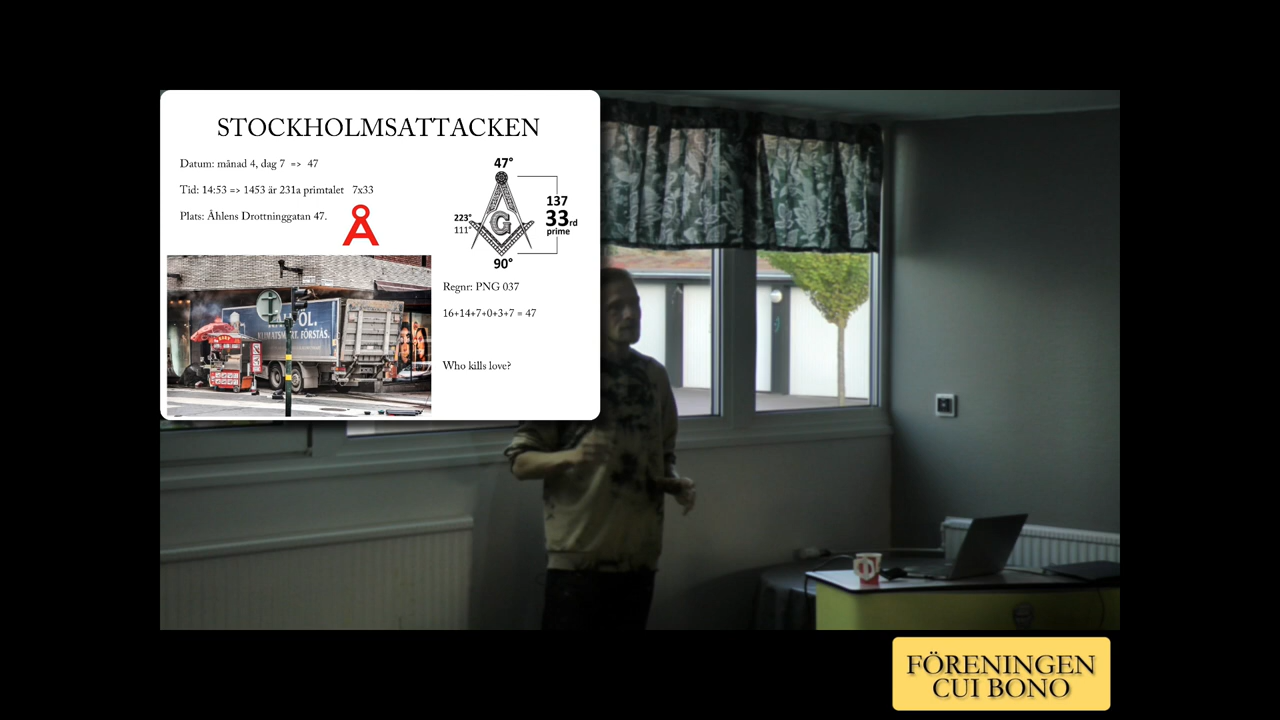 STOCKHOLMSATTACKEN
Datum: månad 4, dag 7 => 47
Tid: 14:53 => 1453 är 231a primtalet 7x33
Plats: Åhlens Drottninggatan 47.
Å
47°
137
33rd
prime
223°
111°
G
90°
Regnr: PNG 037
16+14+7+0+3+7 = 47
Who kills love?
ÖL.
FÖRSTÅS.
FÖRENINGEN
CUI BONO